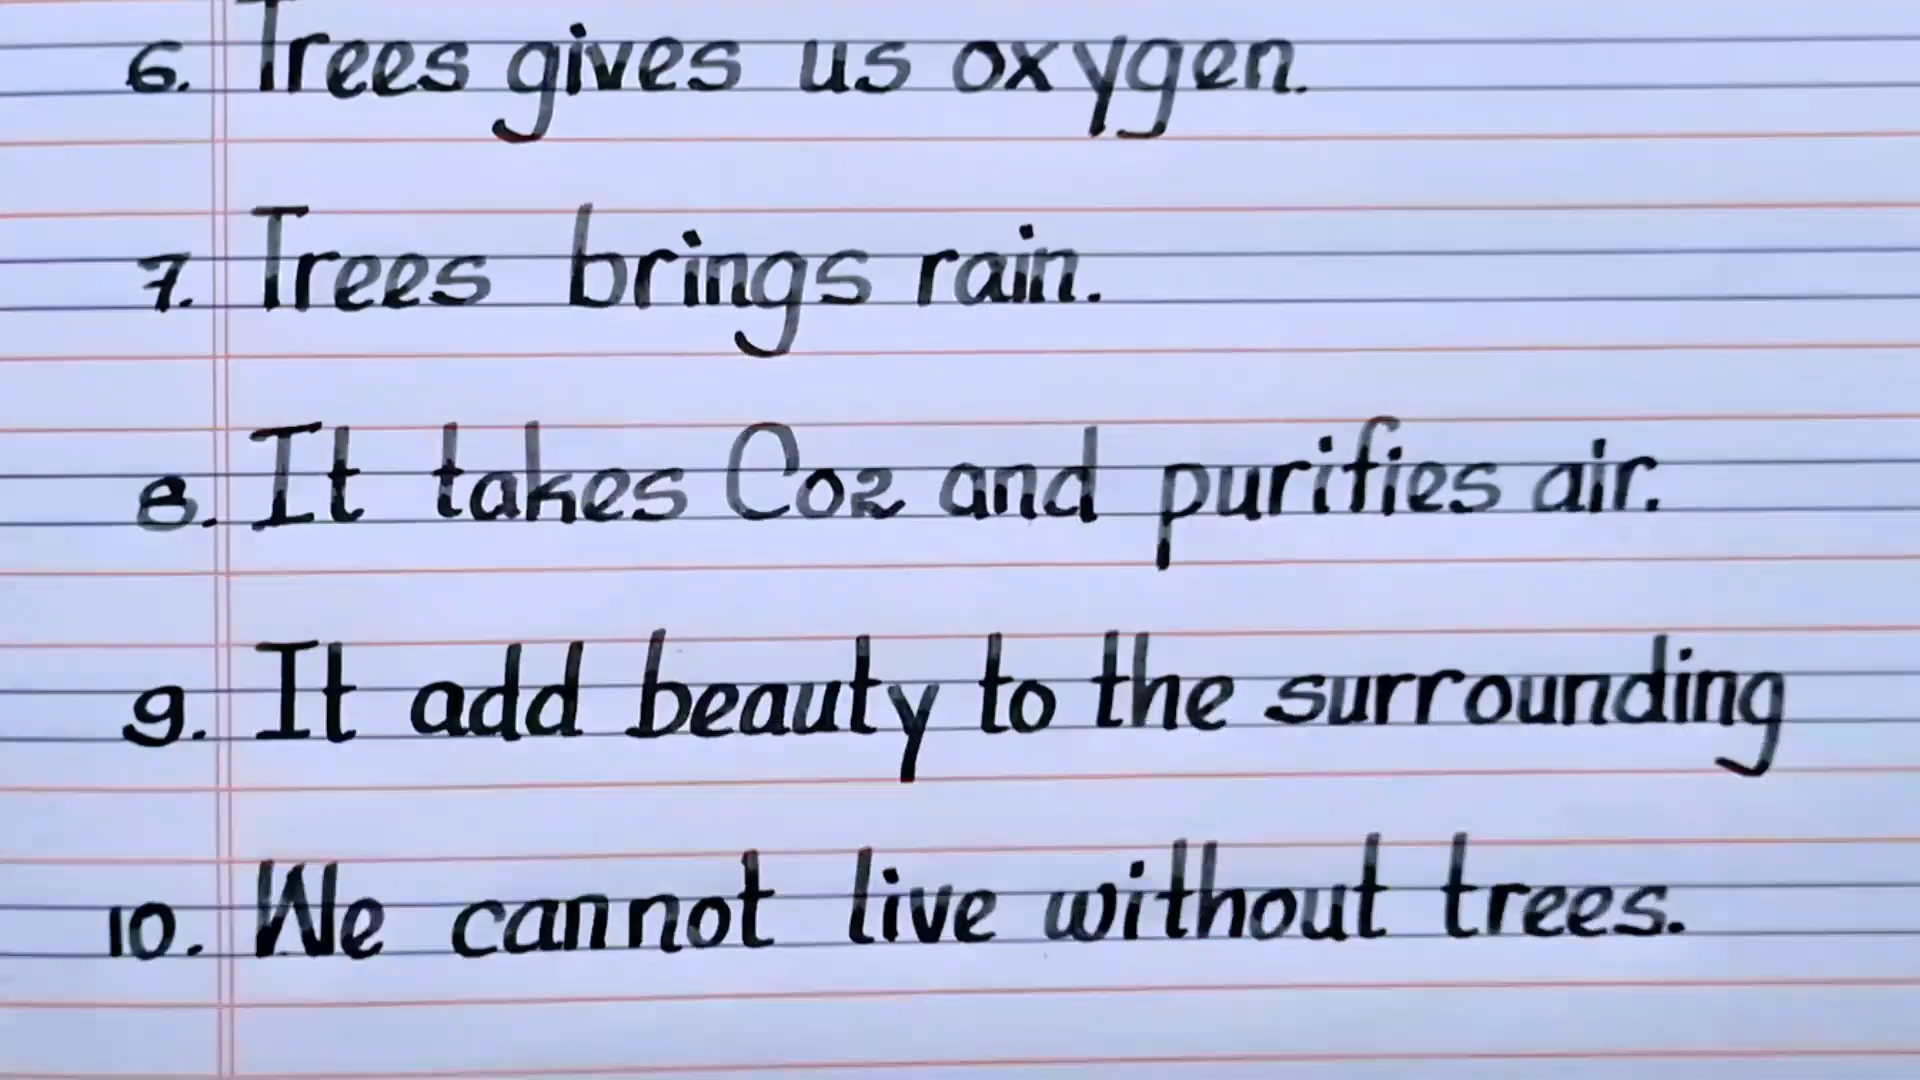 6. Trees gives us oxygen.
7. Trees brings rain.
8. It takes Co2 and purifies air.
9. It add beauty to the surrounding
10. We cannot live without trees.